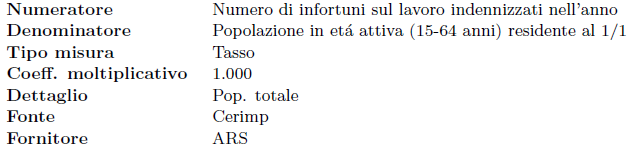 Numeratore Numero di infortuni sul lavoro indennizzati nell'anno
Denominatore Popolazione in etá attiva (15-64 anni) residente al 1/1
Tipo misura Tasso
Coeff. moltiplicativo 1.000
Dettaglio Pop. totale
Fonte Cerimp
Fornitore ARS